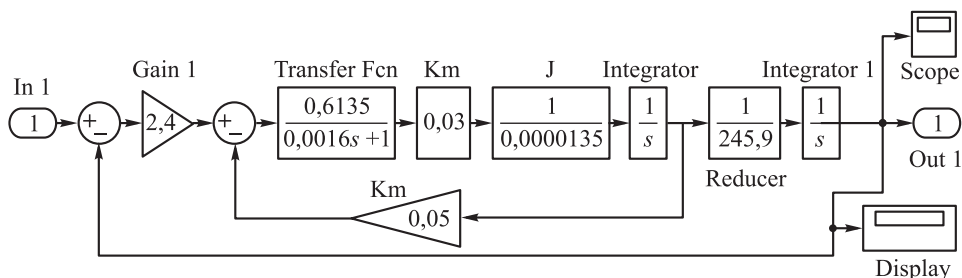 In 1
1
+
−
Gain 1
2,4
+
−
Transfer Fcn
0,6135
0,0016s + 1
Km
0,03
J
1
0,0000135
Integrator
1
s
1
245,9
Reducer
Integrator 1
1
s
Scope
1
Out 1
Km
0,05
Display